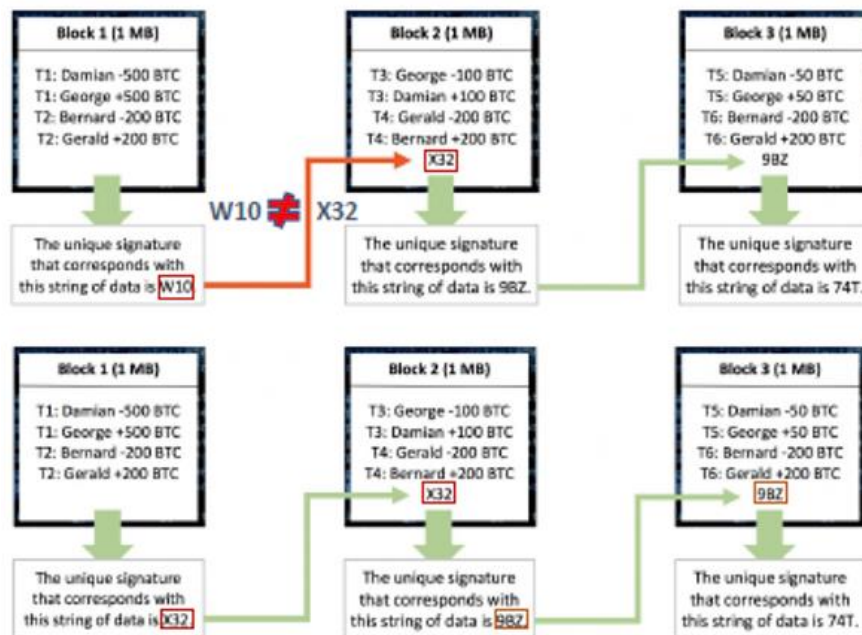 Block 1 (1 MB)
T1: Damian -500 BTC
T1: George +500 BTC
T2: Bernard -200 BTC
T2: Gerald +200 BTC
Block 2 (1 MB)
T3: George -100 BTC
T3: Damian +100 BTC
T4: Gerald -200 BTC
T4: Bernard +200 BTC
X32
Block 3 (1 MB)
T5: Damian -50 BTC
T5: George +50 BTC
T6: Bernard -200 BTC
T6: Gerald +200 BTC
9BZ
W10 ≠ X32
The unique signature
that corresponds with
this string of data is W10
The unique signature
that corresponds with
this string of data is 9BZ.
The unique signature
that corresponds with
this string of data is 74T.
Block 1 (1 MB)
T1: Damian -500 BTC
T1: George +500 BTC
T2: Bernard -200 BTC
T2: Gerald +200 BTC
Block 2 (1 MB)
T3: George -100 BTC
T3: Damian +100 BTC
T4: Gerald -200 BTC
T4: Bernard +200 BTC
X32
Block 3 (1 MB)
T5: Damian -50 BTC
T5: George +50 BTC
T6: Bernard -200 BTC
T6: Gerald +200 BTC
9BZ
The unique signature
that corresponds with
this string of data is X32.
The unique signature
that corresponds with
this string of data is 9BZ.
The unique signature
that corresponds with
this string of data is 74T.